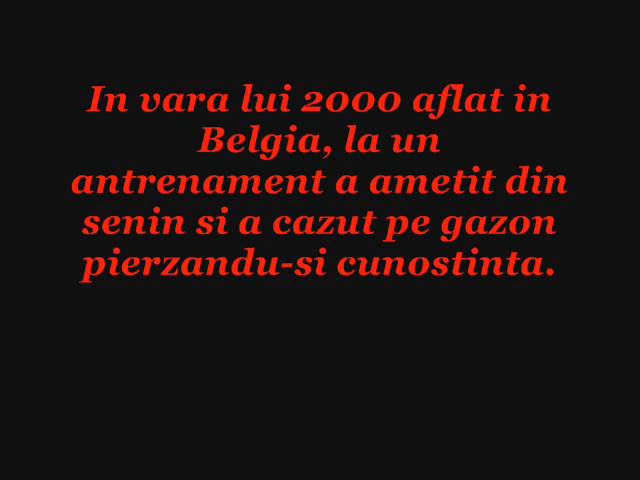 In vara lui 2000 aflat in
Belgia, la un
antrenament a ametit din
senin si a cazut pe gazon
pierzandu-si cunostinta.